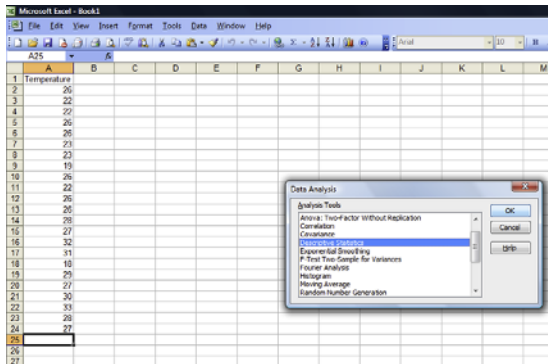 Microsoft Excel - Book1
File Edit View Insert Format Tools Data Window Help
Arial 10 B
A25 fx
A B C D E F G H I J K L M
1 Temperature
2 26
3 22
4 22
5 26
6 26
7 23
8 23
9 19
10 26
11 22
12 26
13 26
14 28
15 27
16 32
17 31
18 18
19 29
20 27
21 30
22 33
23 28
24 27
25
26
27
Data Analysis
Analysis Tools
Anova: Two-Factor Without Replication
Correlation
Covariance
Descriptive Statistics
Exponential Smoothing
F-Test Two-Sample for Variances
Fourier Analysis
Histogram
Moving Average
Random Number Generation
OK
Cancel
Help